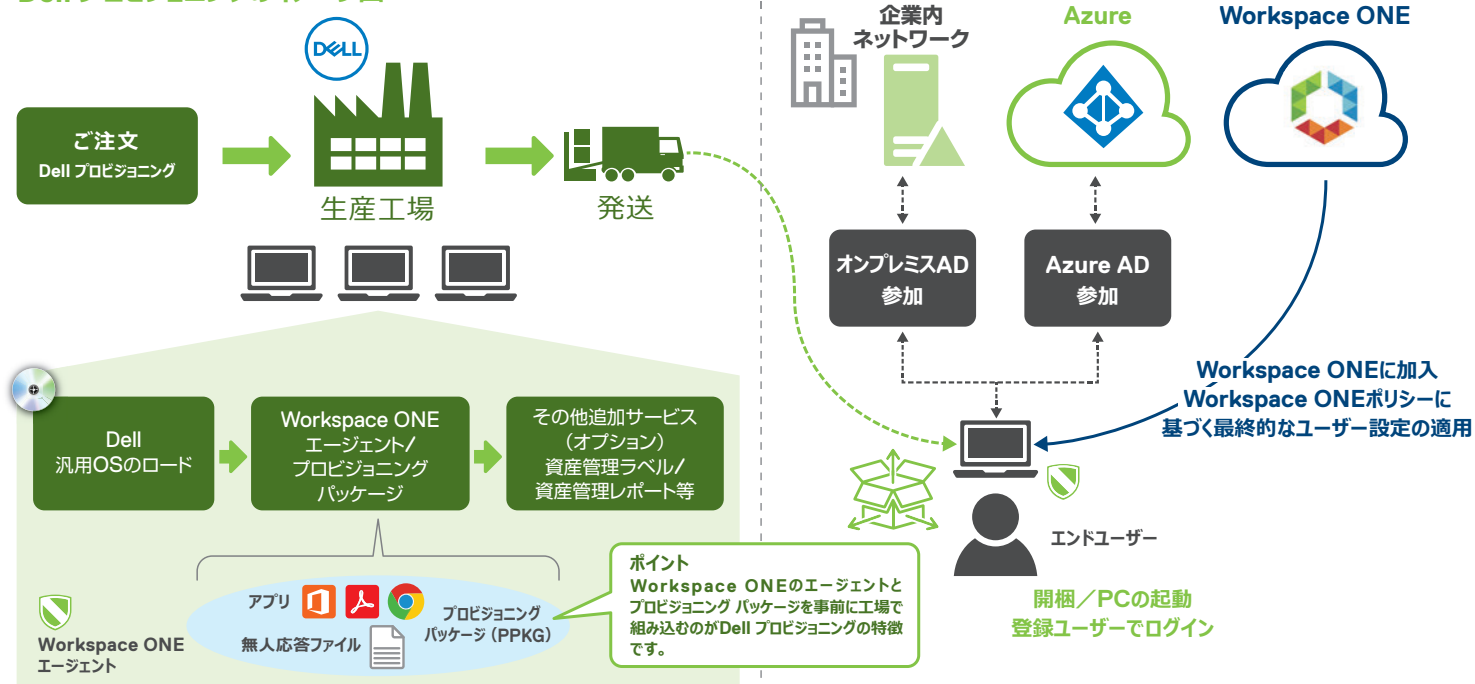 ご注文
Dell プロビジョニング
DELL
生産工場
発送
Dell
汎用OSのロード
Workspace ONE
エージェント/
プロビジョニング
パッケージ
その他追加サービス
（オプション）
資産管理ラベル/
資産管理レポート等
アプリ
無人応答ファイル
プロビジョニング
パッケージ（PPKG）
Workspace ONE
エージェント
ポイント
Workspace ONEのエージェントと
プロビジョニング パッケージを事前に工場で
組み込むのがDell プロビジョニングの特徴
です。
企業内
ネットワーク
Azure
Workspace ONE
オンプレミスAD
参加
Azure AD
参加
Workspace ONEに加入
Workspace ONEポリシーに
基づく最終的なユーザー設定の適用
エンドユーザー
開梱／PCの起動
登録ユーザーでログイン